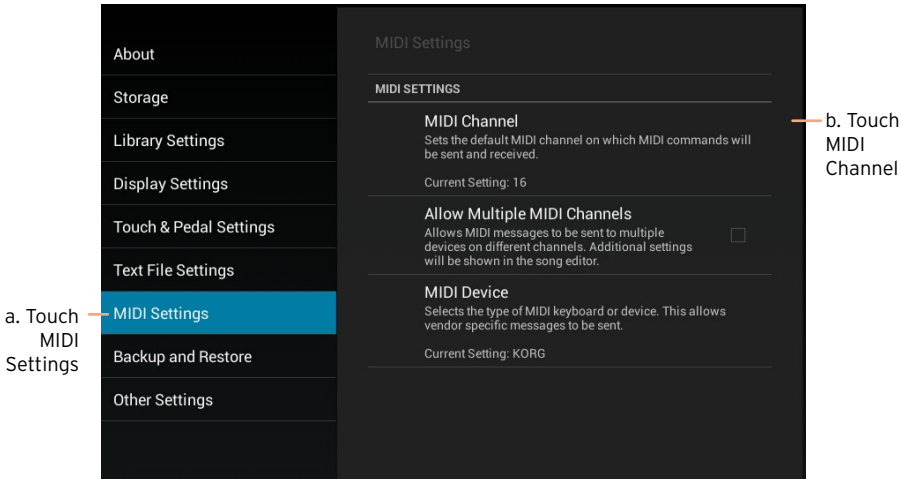 About
Storage
Library Settings
Display Settings
Touch & Pedal Settings
Text File Settings
MIDI Settings
Backup and Restore
Other Settings
a. Touch
MIDI
Settings
MIDI Settings
MIDI SETTINGS
MIDI Channel
Sets the default MIDI channel on which MIDI commands will
be sent and received.
Current Setting: 16
Allow Multiple MIDI Channels
Allows MIDI messages to be sent to multiple
devices on different channels. Additional settings
will be shown in the song editor.
MIDI Device
Selects the type of MIDI keyboard or device. This allows
vendor specific messages to be sent.
Current Setting: KORG
b. Touch
MIDI
Channel